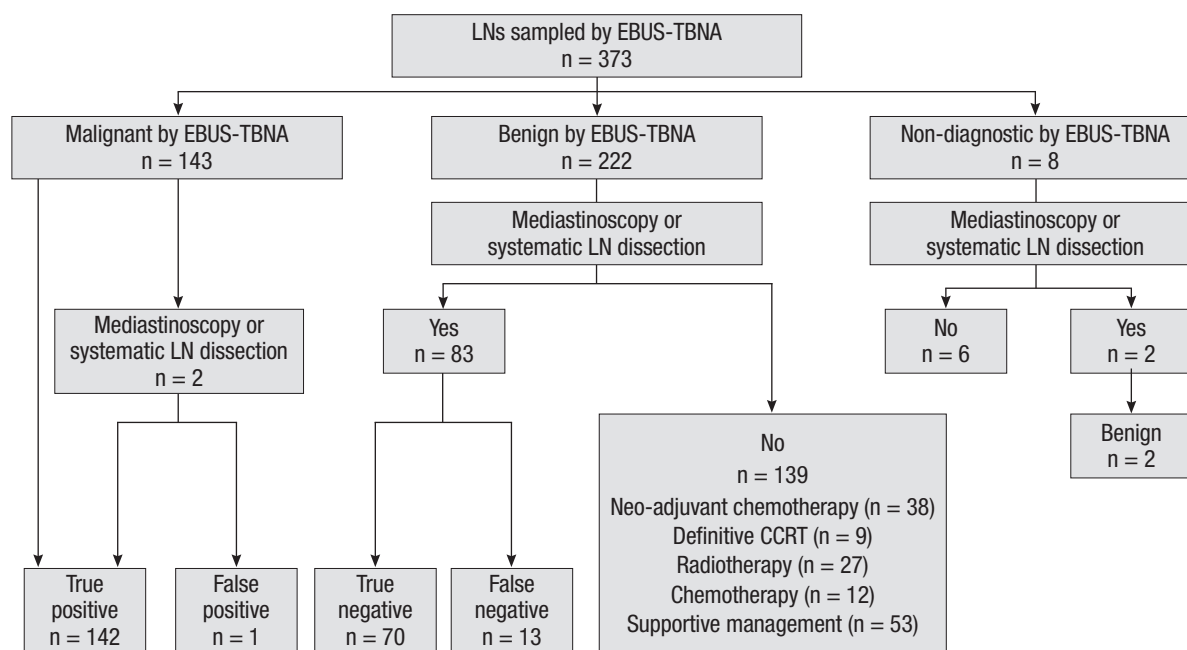 LNs sampled by EBUS-TBNA
n = 373
Malignant by EBUS-TBNA
n = 143
Benign by EBUS-TBNA
n = 222
Non-diagnostic by EBUS-TBNA
n = 8
Mediastinoscopy or
systematic LN dissection
Mediastinoscopy or
systematic LN dissection
Mediastinoscopy or
systematic LN dissection
n = 2
Yes
n = 83
No
n = 6
Yes
n = 2
Benign
n = 2
No
n = 139
Neo-adjuvant chemotherapy (n = 38)
Definitive CCRT (n = 9)
Radiotherapy (n = 27)
Chemotherapy (n = 12)
Supportive management (n = 53)
True
positive
n = 142
False
positive
n = 1
True
negative
n = 70
False
negative
n = 13